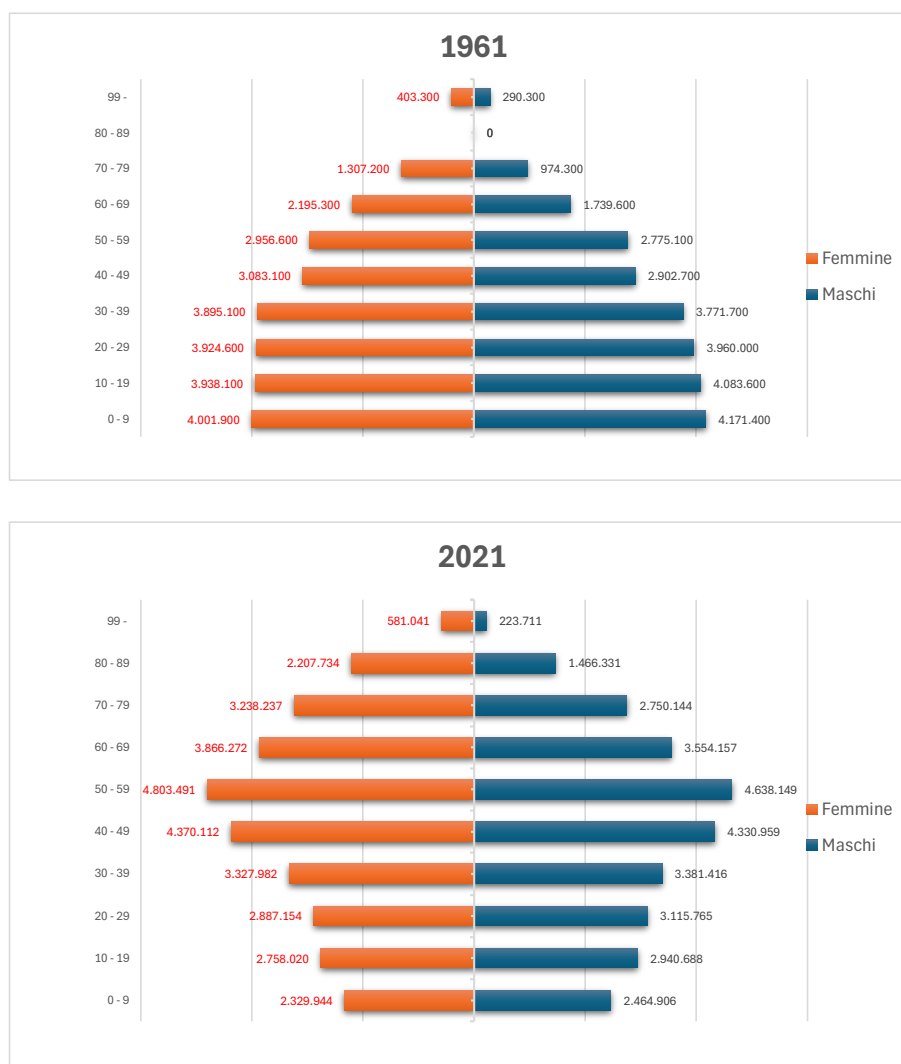 1961
99 - 403.300 290.300
80 - 89 0
70 - 79 1.307.200 974.300
60 - 69 2.195.300 1.739.600
50 - 59 2.956.600 2.775.100
40 - 49 3.083.100 2.902.700
30 - 39 3.895.100 3.771.700
20 - 29 3.924.600 3.960.000
10 - 19 3.938.100 4.083.600
0 - 9 4.001.900 4.171.400
Femmine
Maschi
2021
99 - 581.041 223.711
80 - 89 2.207.734 1.466.331
70 - 79 3.238.237 2.750.144
60 - 69 3.866.272 3.554.157
50 - 59 4.803.491 4.638.149
40 - 49 4.370.112 4.330.959
30 - 39 3.327.982 3.381.416
20 - 29 2.887.154 3.115.765
10 - 19 2.758.020 2.940.688
0 - 9 2.329.944 2.464.906
Femmine
Maschi